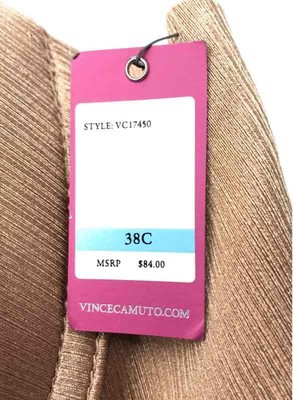 STYLE: VC17450
38C
MSRP $84.00
VINCECAMUTO.COM